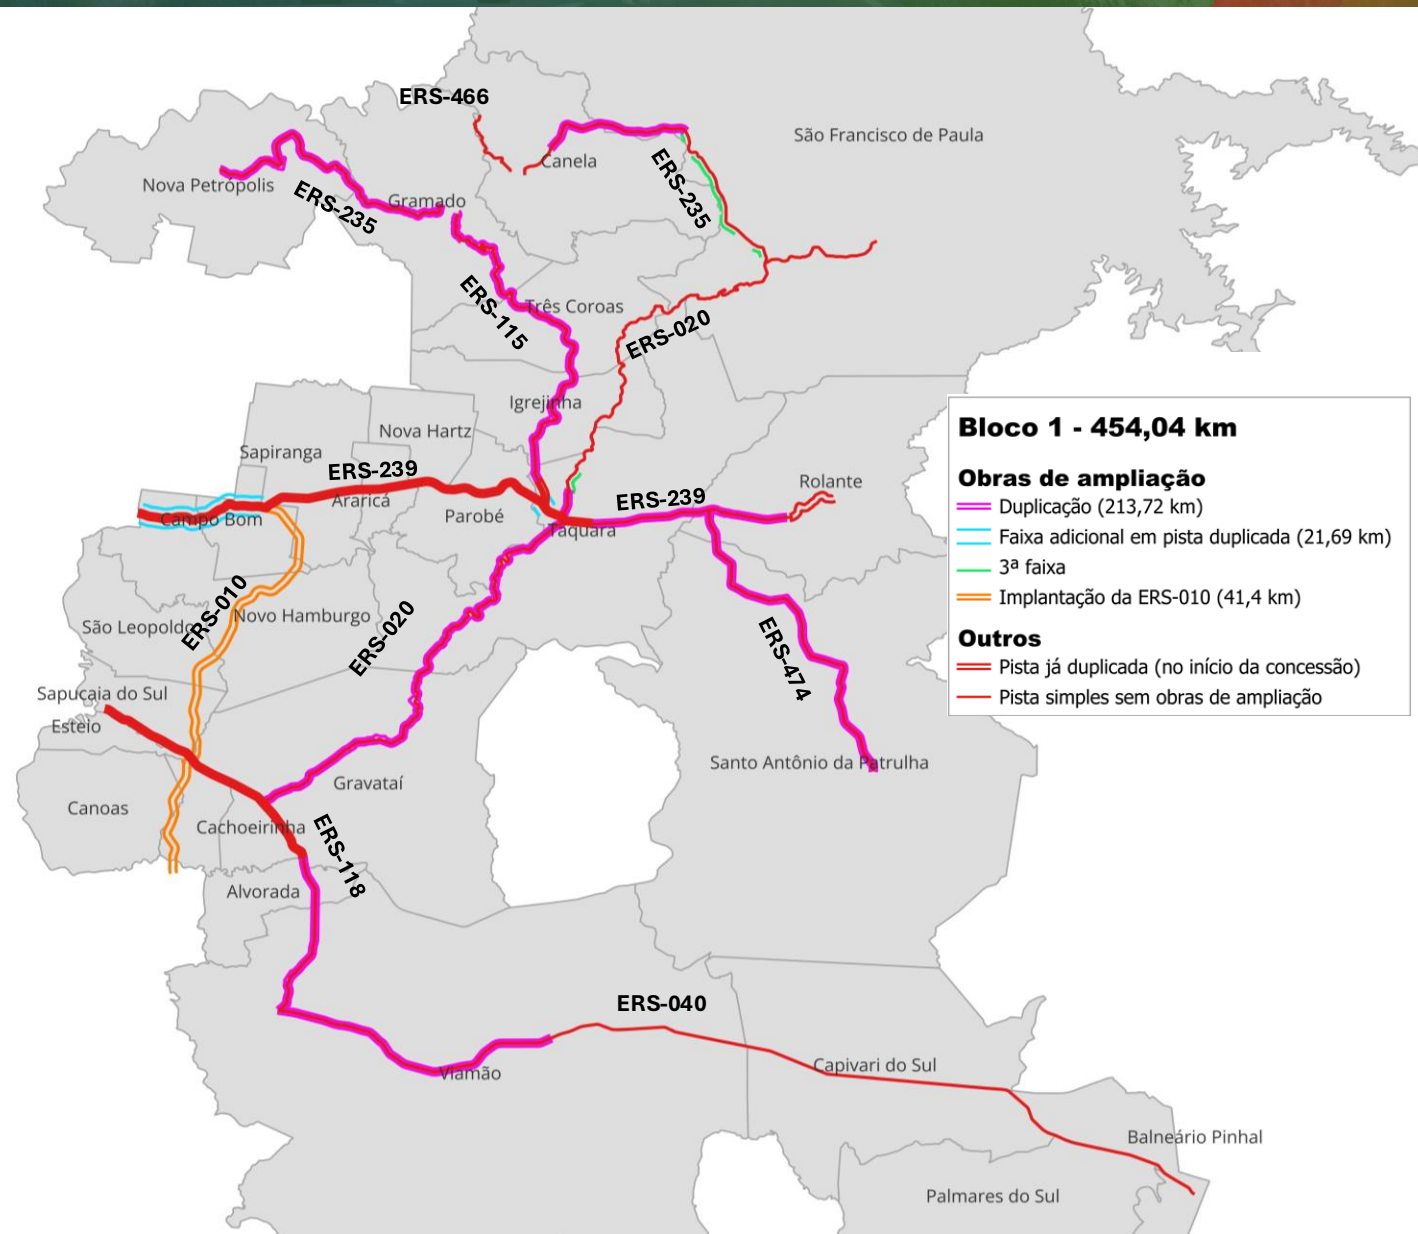 ERS-466
São Francisco de Paula
Canela
Nova Petrópolis
ERS-235
Gramado
ERS-235
ERS-115
Três Coroas
ERS-020
Igrejinha
Nova Hartz
Sapiranga
ERS-239
Araricá
Campo Bom
Parobé
Taquara
ERS-239
Rolante
Bloco 1 - 454,04 km
Obras de ampliação
Duplicação (213,72 km)
Faixa adicional em pista duplicada (21,69 km)
3ª faixa
Implantação da ERS-010 (41,4 km)
Outros
Pista já duplicada (no início da concessão)
Pista simples sem obras de ampliação
ERS-010
Novo Hamburgo
São Leopoldo
ERS-020
ERS-474
Sapucaia do Sul
Esteio
Santo Antônio da Patrulha
Gravataí
Canoas
Cachoeirinha
ERS-118
Alvorada
ERS-040
Viamão
Capivari do Sul
Balneário Pinhal
Palmares do Sul